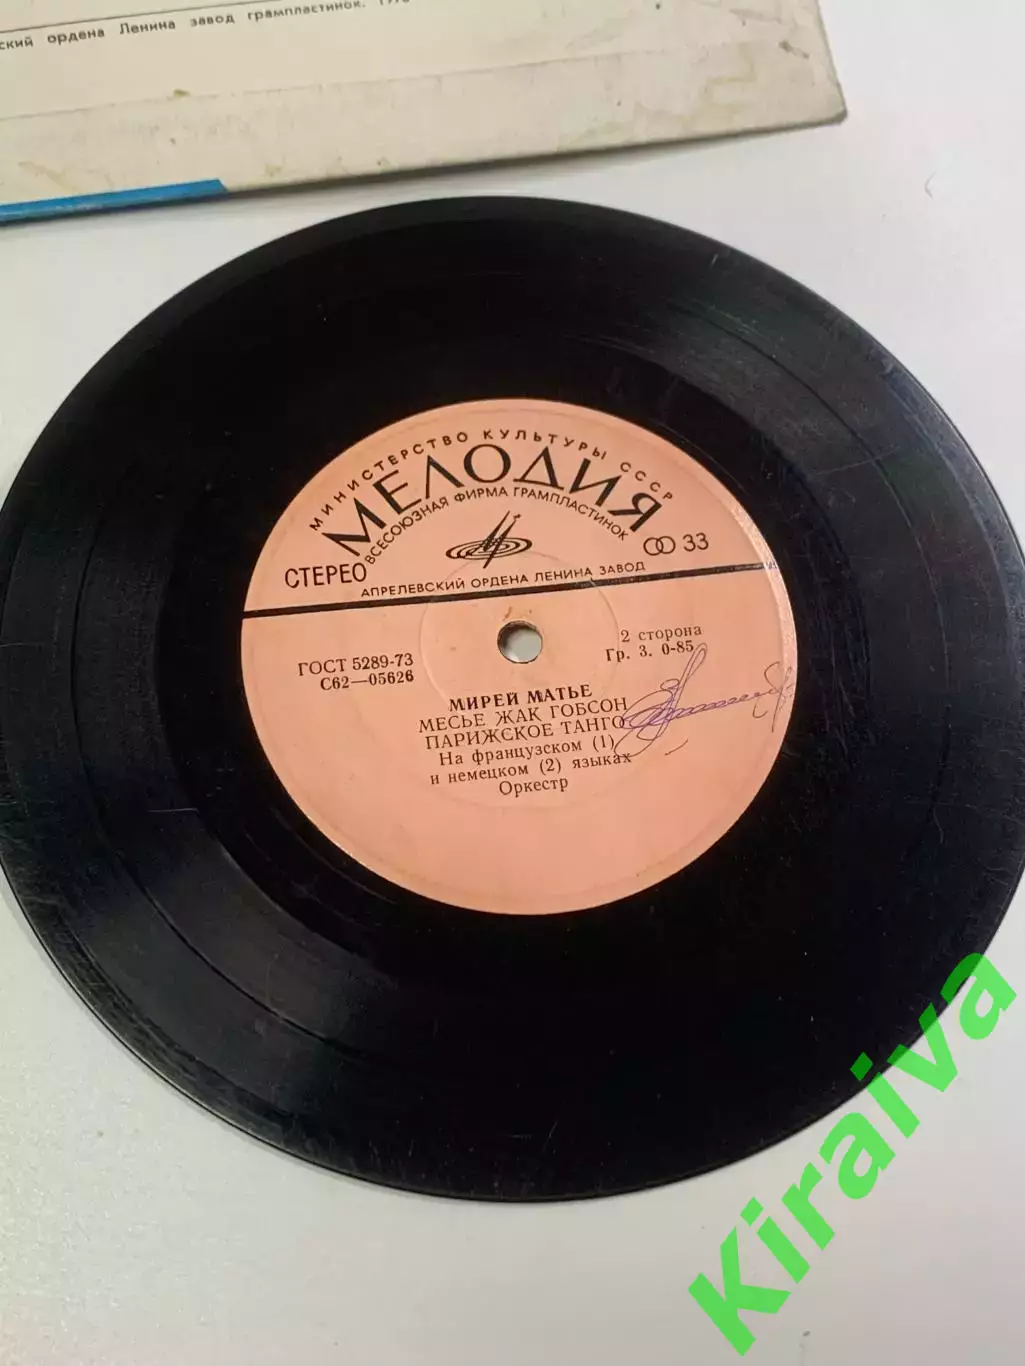 ский ордена Ленина завод грампластинок.
МИНИСТЕРСТВО КУЛЬТУРЫ СССР
МЕЛОДИЯ
ВСЕСОЮЗНАЯ ФИРМА ГРАМПЛАСТИНОК
СТЕРЕО
33
АПРЕЛЕВСКИЙ ОРДЕНА ЛЕНИНА ЗАВОД
ГОСТ 5289-73
С62—05626
2 сторона
Гр. 3. 0-85
МИРЕЙ МАТЬЕ
МЕСЬЕ ЖАК ГОБСОН
ПАРИЖСКОЕ ТАНГО
На французском (1)
и немецком (2) языках
Оркестр
Kiraiva